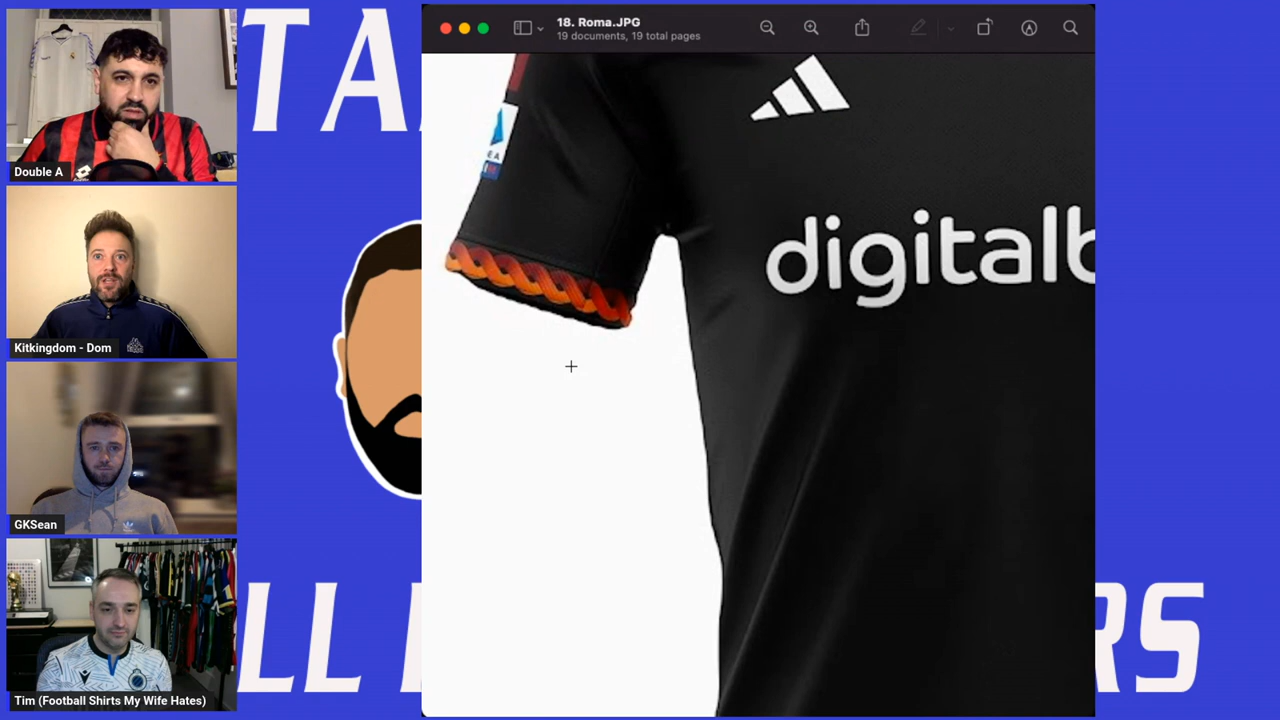 TA
Double A
Kitkingdom - Dom
GKSean
LL
RS
Tim (Football Shirts My Wife Hates)
18. Roma.JPG
19 documents, 19 total pages
digitalb